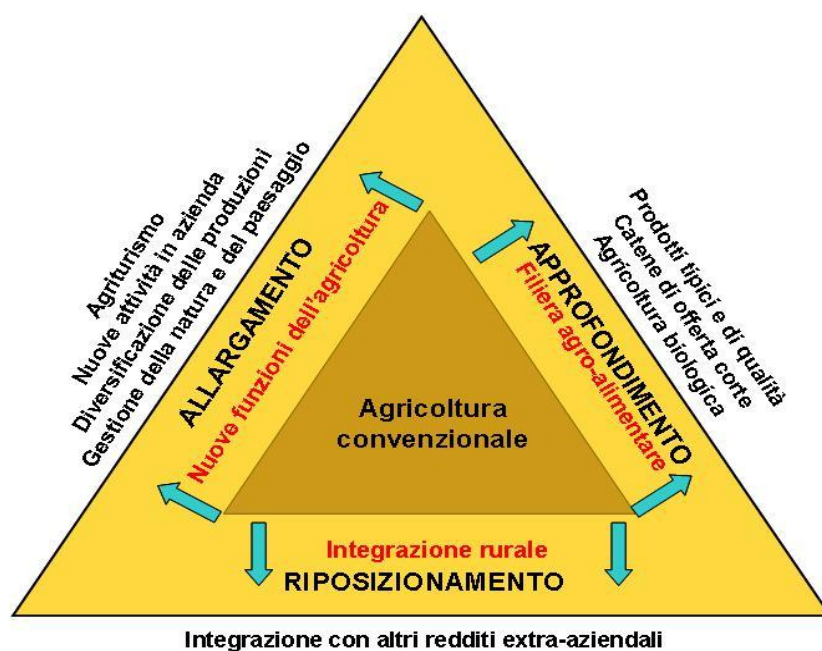 Agriturismo
Nuove attività in azienda
Diversificazione delle produzioni
Gestione della natura e del paesaggio
ALLARGAMENTO
Nuove funzioni dell'agricoltura
Agricoltura
convenzionale
Prodotti tipici e di qualità
Catene di offerta corte
Agricoltura biologica
APPROFONDIMENTO
Filiera agro-alimentare
Integrazione rurale
RIPOSIZIONAMENTO
Integrazione con altri redditi extra-aziendali